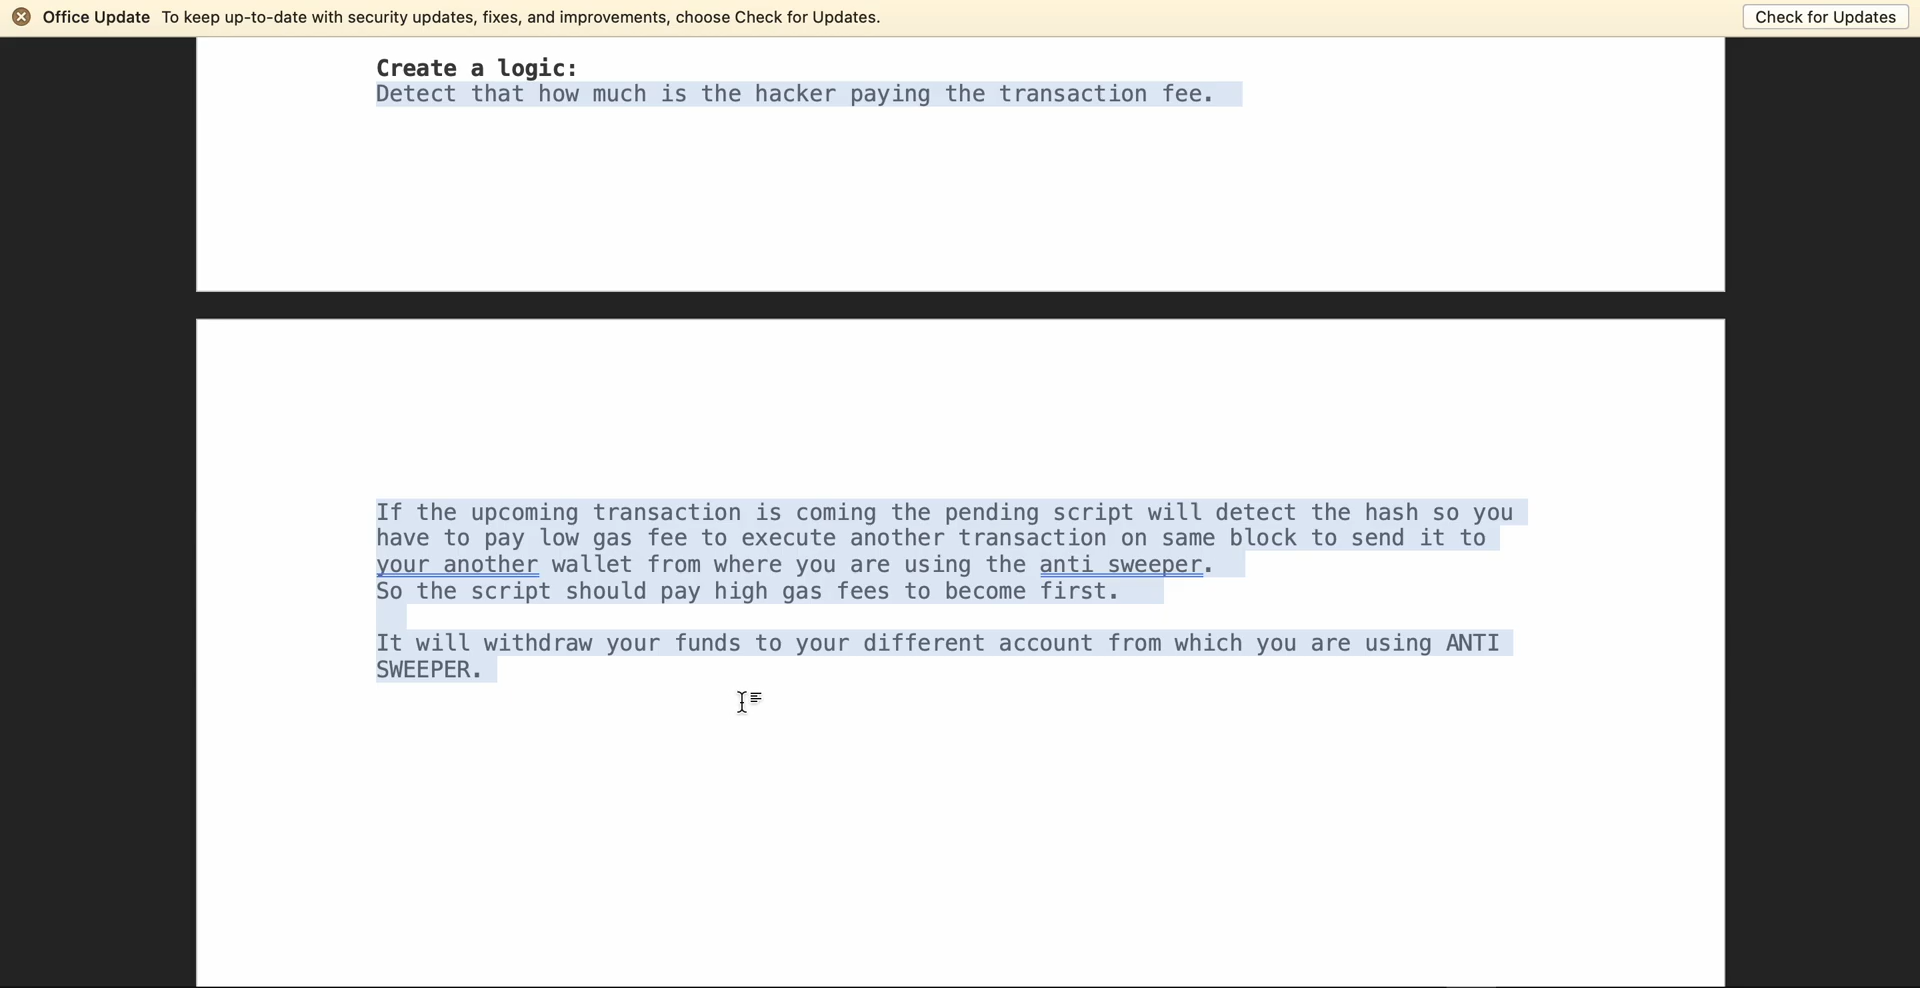 Office Update To keep up-to-date with security updates, fixes, and improvements, choose Check for Updates.
Check for Updates
Create a logic:
Detect that how much is the hacker paying the transaction fee.
If the upcoming transaction is coming the pending script will detect the hash so you
have to pay low gas fee to execute another transaction on same block to send it to
your another wallet from where you are using the anti sweeper.
So the script should pay high gas fees to become first.
It will withdraw your funds to your different account from which you are using ANTI
SWEEPER.